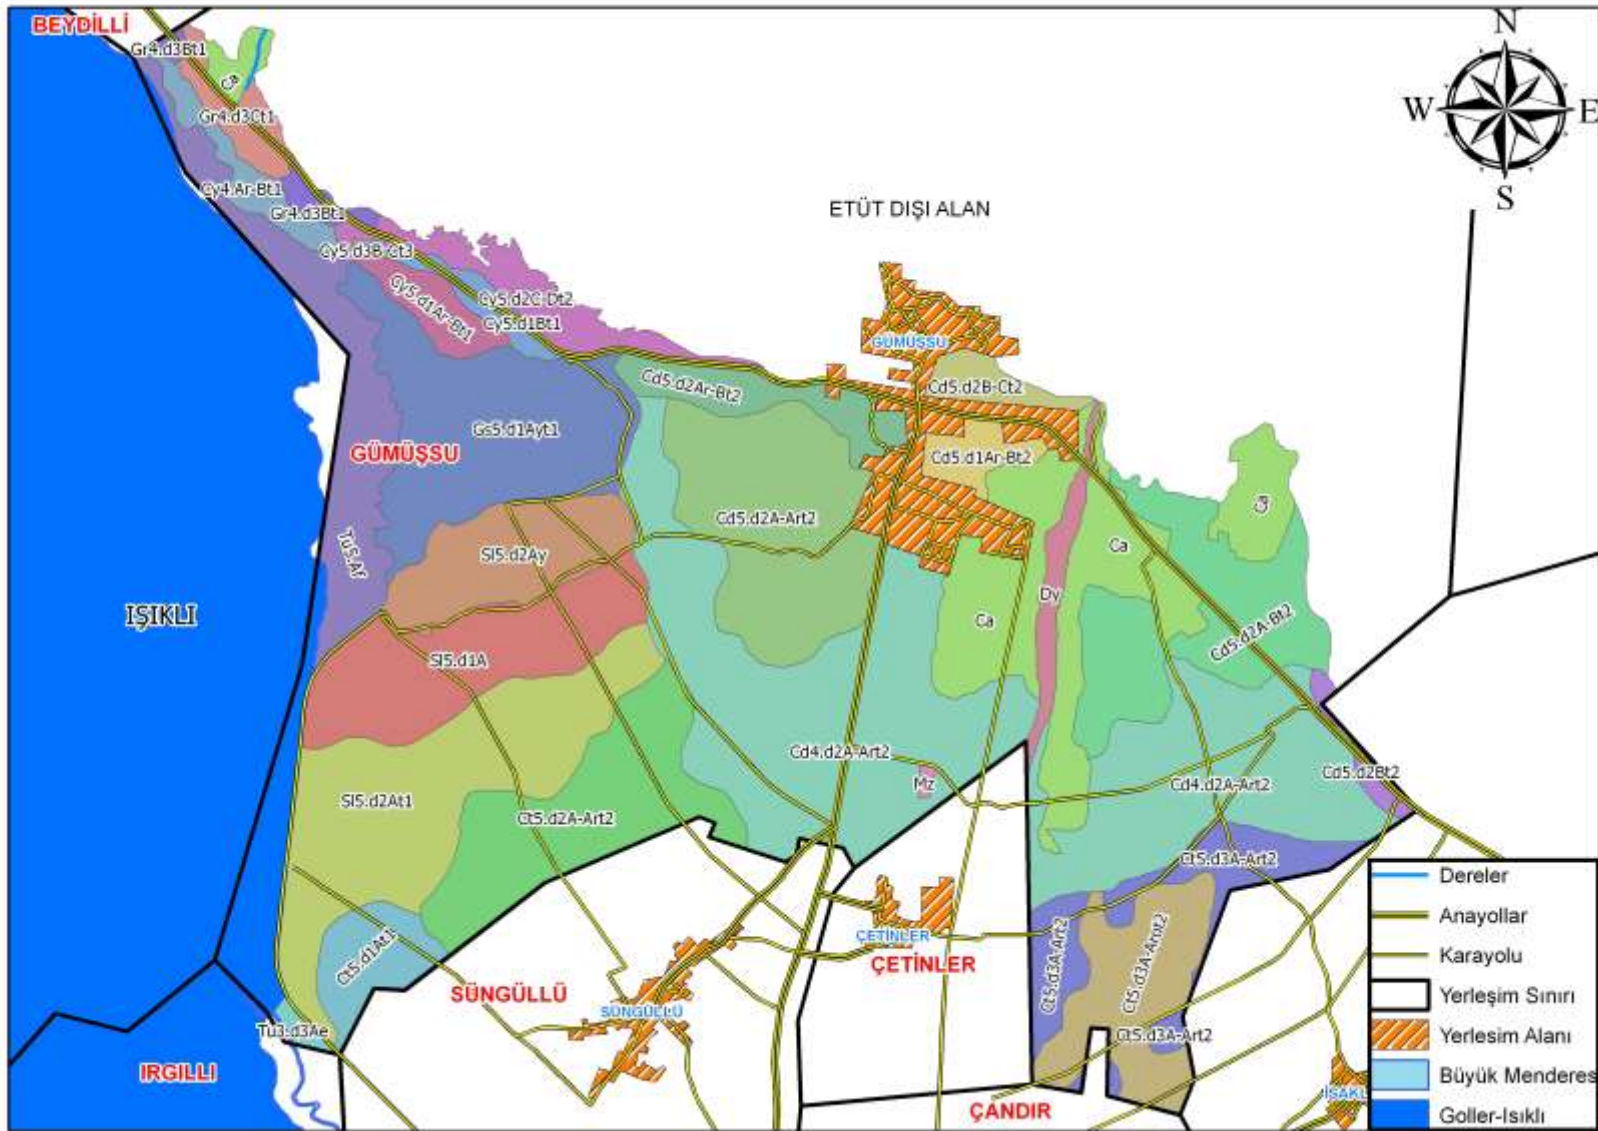 BEYDİLLİ
Gr4.d3Bt1
Ca
Gr4.d3Ct1
Cy4.Ar-Bt1
Gr4.d3Bt1
Cy5.d3B-Ct3
Cy5.d1Ar-Bt1
Cy5.d2C-Dt2
Cy5.d1Bt1
ETÜT DIŞI ALAN
N
W
E
S
GÜMÜŞSU
Cd5.d2Ar-Bt2
Cd5.d2B-Ct2
Gs5.d1Ayt1
GÜMÜŞSU
Cd5.d1Ar-Bt2
Cd5.d2A-Art2
Ca
Ca
Tu5.Af
Sl5.d2Ay
IŞIKLI
Dy
Ca
Cd5.d2A-Bt2
Sl5.d1A
Cd4.d2A-Art2
Mz
Cd4.d2A-Art2
Cd5.d2Bt2
Sl5.d2At1
Ct5.d2A-Art2
Ct5.d3A-Art2
Ct5.d1At1
ÇETİNLER
ÇETİNLER
Ct5.d3A-Art2
Ct5.d3A-Arnt2
SÜNGÜLLÜ
SÜNGÜLLÜ
Tu3.d3Ae
Ct5.d3A-Art2
IRGILLI
ÇANDIR
İSAKL
Dereler
Anayollar
Karayolu
Yerleşim Sınırı
Yerlesim Alanı
Büyük Menderes
Goller-Isıklı